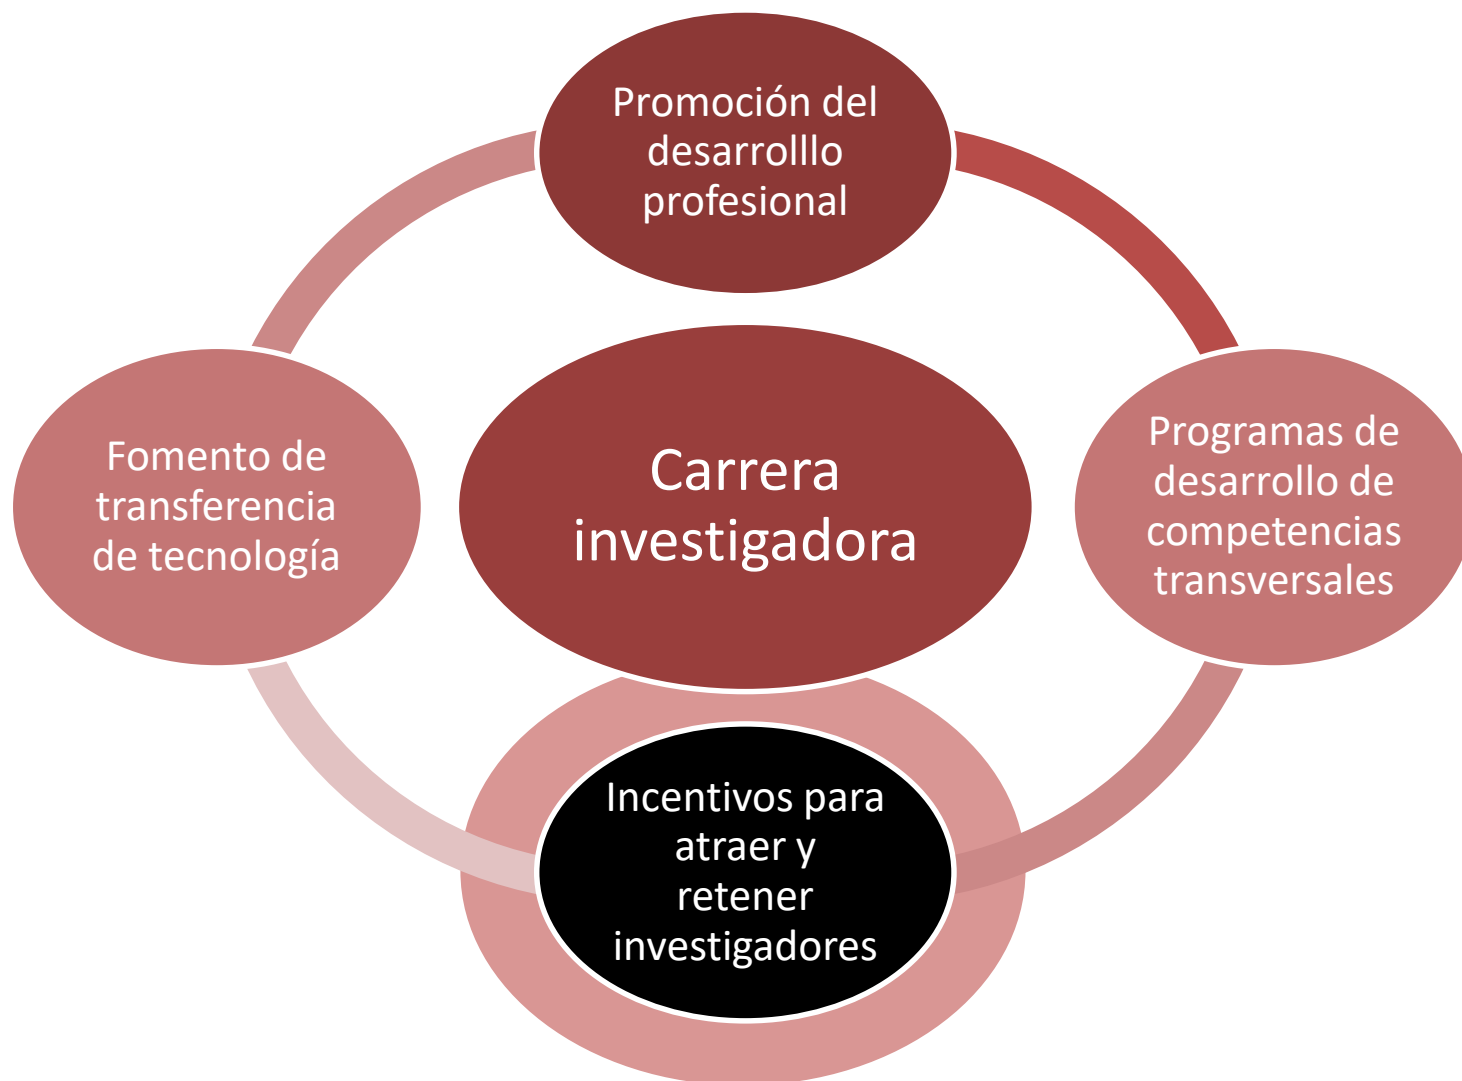 Promoción del
desarrolllo
profesional
Fomento de
transferencia
de tecnología
Carrera
investigadora
Programas de
desarrollo de
competencias
transversales
Incentivos para
atraer y
retener
investigadores